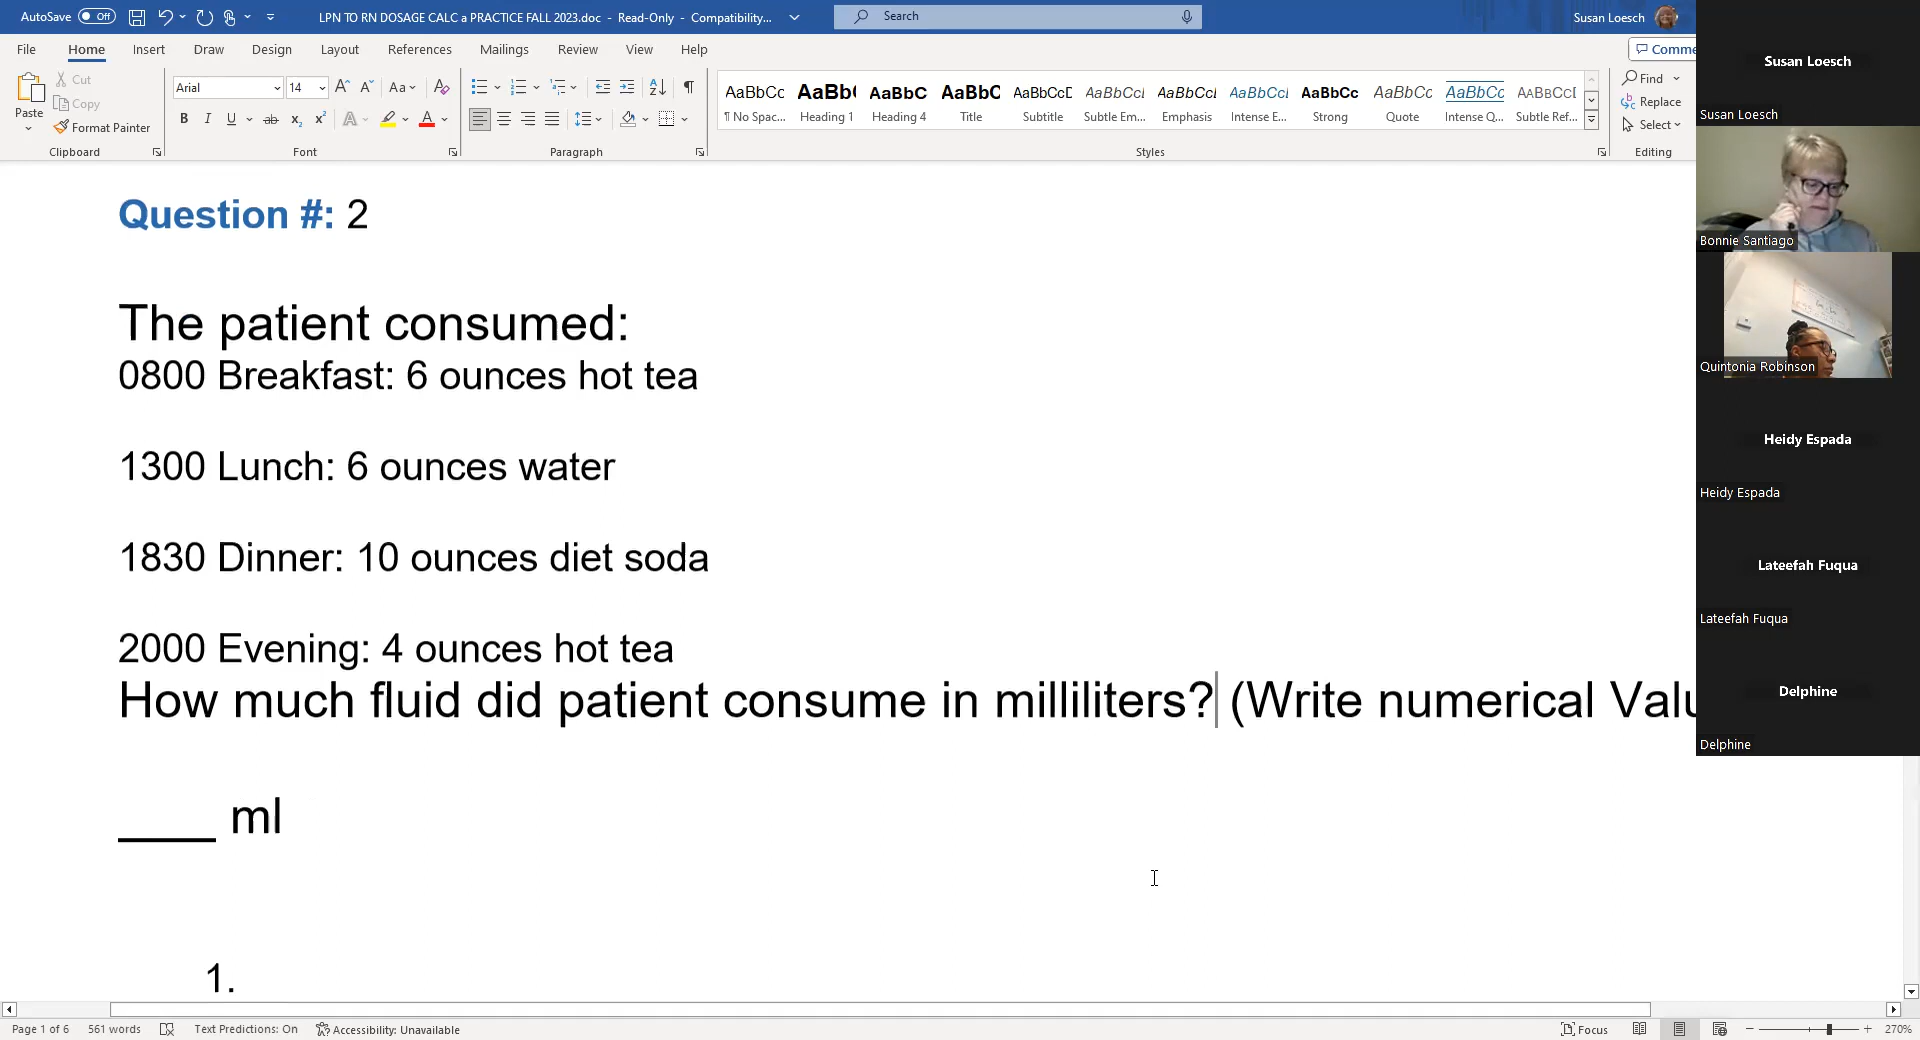 AutoSave Off LPN TO RN DOSAGE CALC a PRACTICE FALL 2023.doc - Read-Only - Compatibility... Search Susan Loesch
File Home Insert Draw Design Layout References Mailings Review View Help Comme
Paste Cut Copy Format Painter
Clipboard
Arial 14
Font
Paragraph
AaBbCc AaBb( AaBbC AaBbC AaBbCcD AaBbCcI AaBbCcI AaBbCcI AaBbCc AaBbCc AaBbCc AABBCCI
¶ No Spac... Heading 1 Heading 4 Title Subtitle Subtle Em... Emphasis Intense E... Strong Quote Intense Q... Subtle Ref...
Styles
Find
Replace
Select
Editing
Question #: 2
The patient consumed:
0800 Breakfast: 6 ounces hot tea
1300 Lunch: 6 ounces water
1830 Dinner: 10 ounces diet soda
2000 Evening: 4 ounces hot tea
How much fluid did patient consume in milliliters? (Write numerical Valu
____ ml
1.
Susan Loesch
Susan Loesch
Bonnie Santiago
Quintonia Robinson
Heidy Espada
Heidy Espada
Lateefah Fuqua
Lateefah Fuqua
Delphine
Delphine
Page 1 of 6 561 words Text Predictions: On Accessibility: Unavailable Focus 270%